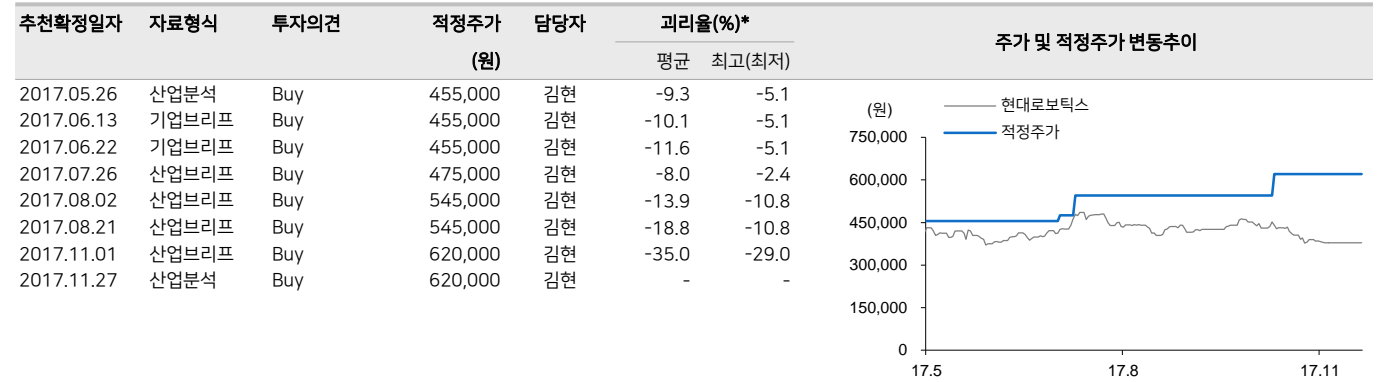 추천확정일자 자료형식 투자의견 적정주가 담당자 괴리율(%)* 주가 및 적정주가 변동추이
(원) 평균 최고(최저)
2017.05.26 산업분석 Buy 455,000 김현 -9.3 -5.1
2017.06.13 기업브리프 Buy 455,000 김현 -10.1 -5.1
2017.06.22 기업브리프 Buy 455,000 김현 -11.6 -5.1
2017.07.26 산업브리프 Buy 475,000 김현 -8.0 -2.4
2017.08.02 산업브리프 Buy 545,000 김현 -13.9 -10.8
2017.08.21 산업브리프 Buy 545,000 김현 -18.8 -10.8
2017.11.01 산업브리프 Buy 620,000 김현 -35.0 -29.0
2017.11.27 산업분석 Buy 620,000 김현 - -
(원) 현대로보틱스
적정주가
750,000
600,000
450,000
300,000
150,000
0
17.5 17.8 17.11